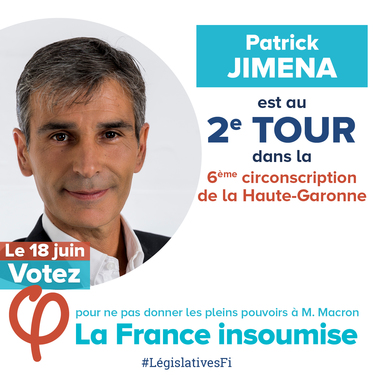 Patrick
JIMENA
est au
2e TOUR
dans la
6ème circonscription
de la Haute-Garonne
Le 18 juin
Votez
φ
pour ne pas donner les pleins pouvoirs à M. Macron
La France insoumise
#LégislativesFi